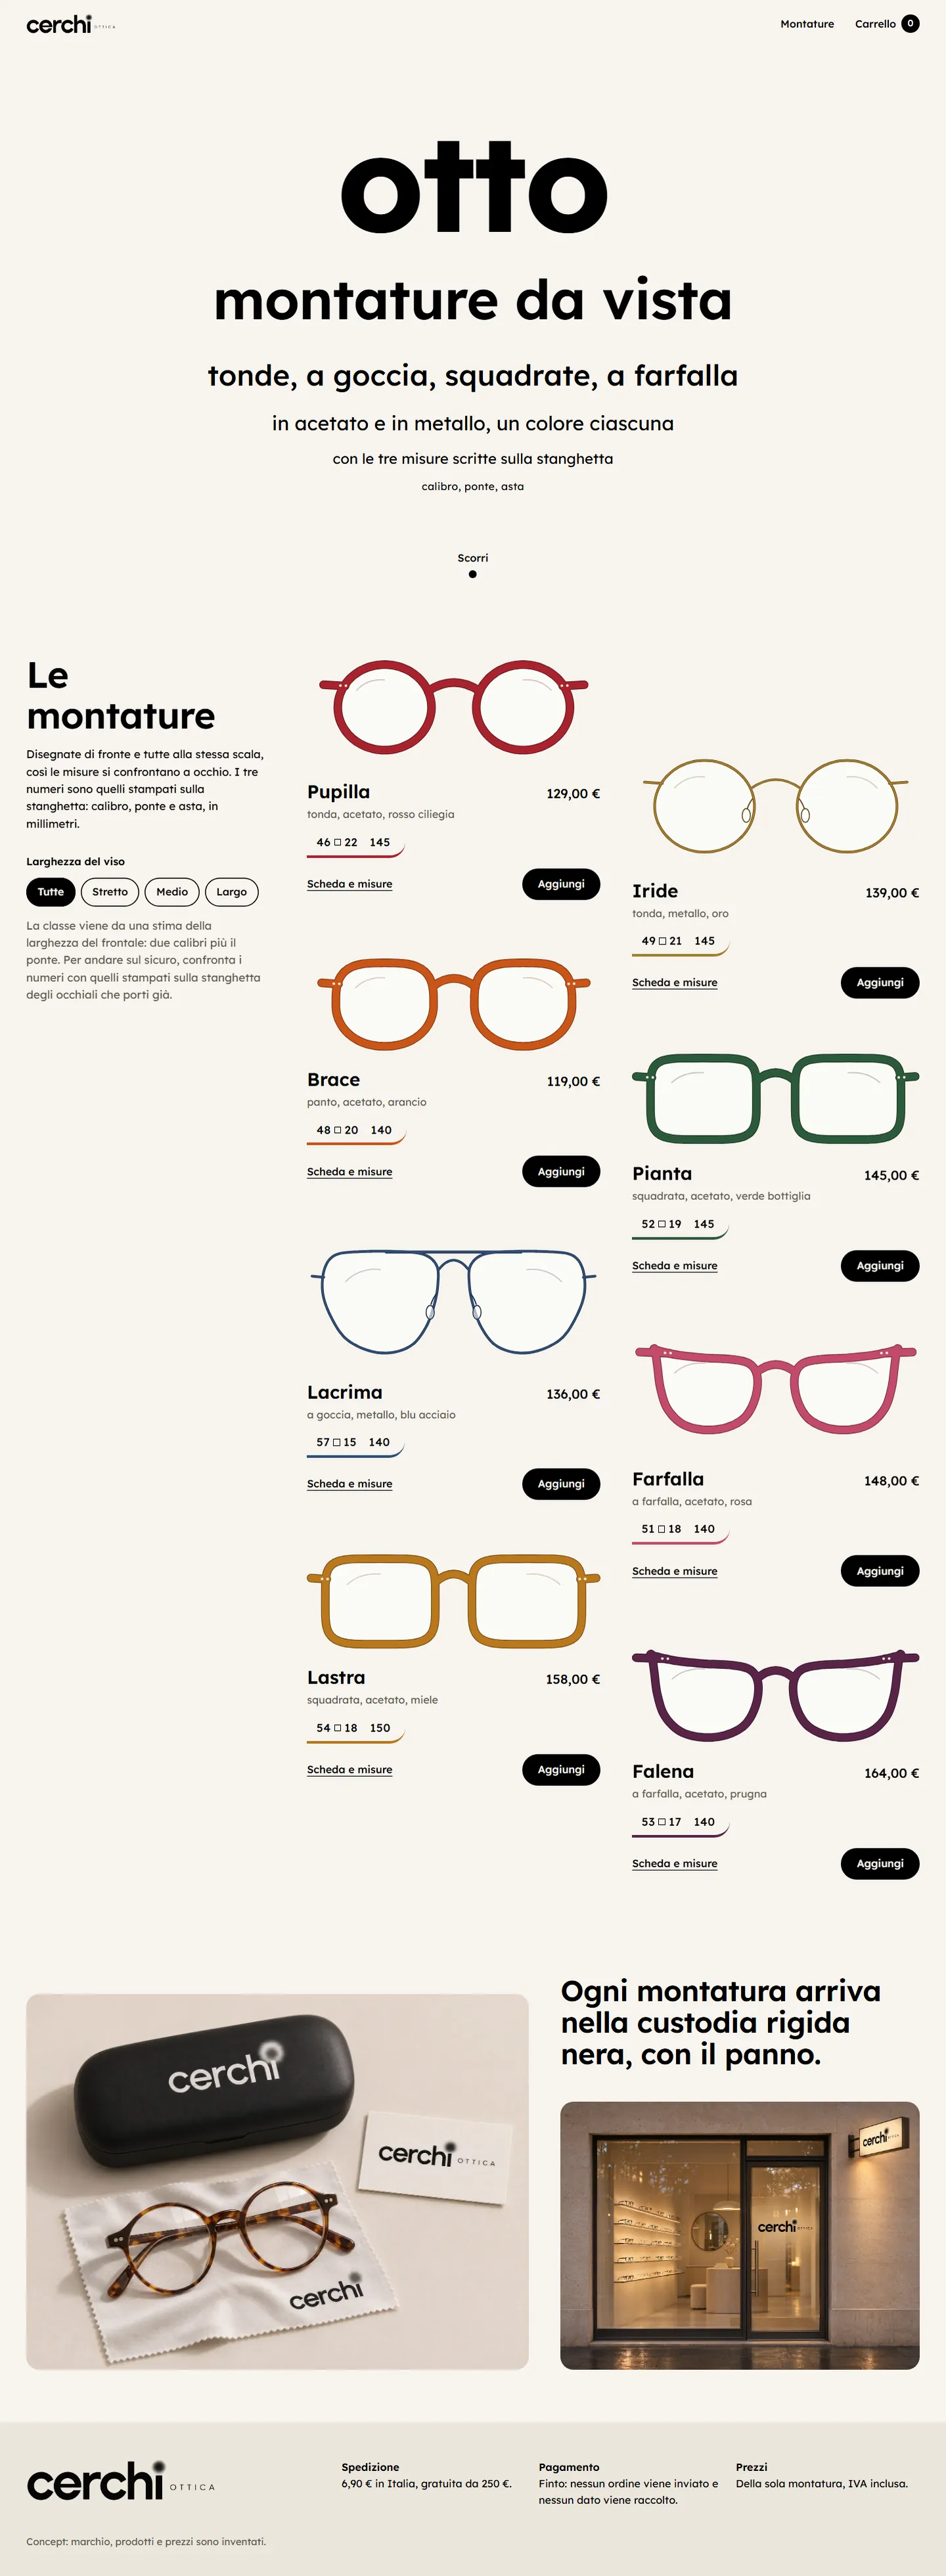 cerchi OTTICA
Montature
Carrello 0
otto
montature da vista
tonde, a goccia, squadrate, a farfalla
in acetato e in metallo, un colore ciascuna
con le tre misure scritte sulla stanghetta
calibro, ponte, asta
Scorri
Le
montature
Disegnate di fronte e tutte alla stessa scala,
così le misure si confrontano a occhio. I tre
numeri sono quelli stampati sulla
stanghetta: calibro, ponte e asta, in
millimetri.
Larghezza del viso
Tutte Stretto Medio Largo
La classe viene da una stima della
larghezza del frontale: due calibri più il
ponte. Per andare sul sicuro, confronta i
numeri con quelli stampati sulla stanghetta
degli occhiali che porti già.
Pupilla 129,00 €
tonda, acetato, rosso ciliegia
46 □ 22 145
Scheda e misure Aggiungi
Iride 139,00 €
tonda, metallo, oro
49 □ 21 145
Scheda e misure Aggiungi
Brace 119,00 €
panto, acetato, arancio
48 □ 20 140
Scheda e misure Aggiungi
Pianta 145,00 €
squadrata, acetato, verde bottiglia
52 □ 19 145
Scheda e misure Aggiungi
Lacrima 136,00 €
a goccia, metallo, blu acciaio
57 □ 15 140
Scheda e misure Aggiungi
Farfalla 148,00 €
a farfalla, acetato, rosa
51 □ 18 140
Scheda e misure Aggiungi
Lastra 158,00 €
squadrata, acetato, miele
54 □ 18 150
Scheda e misure Aggiungi
Falena 164,00 €
a farfalla, acetato, prugna
53 □ 17 140
Scheda e misure Aggiungi
cerchi
cerchi OTTICA
cerchi
Ogni montatura arriva
nella custodia rigida
nera, con il panno.
cerchi
cerchi
cerchi OTTICA
Spedizione
6,90 € in Italia, gratuita da 250 €.
Pagamento
Finto: nessun ordine viene inviato e
nessun dato viene raccolto.
Prezzi
Della sola montatura, IVA inclusa.
Concept: marchio, prodotti e prezzi sono inventati.